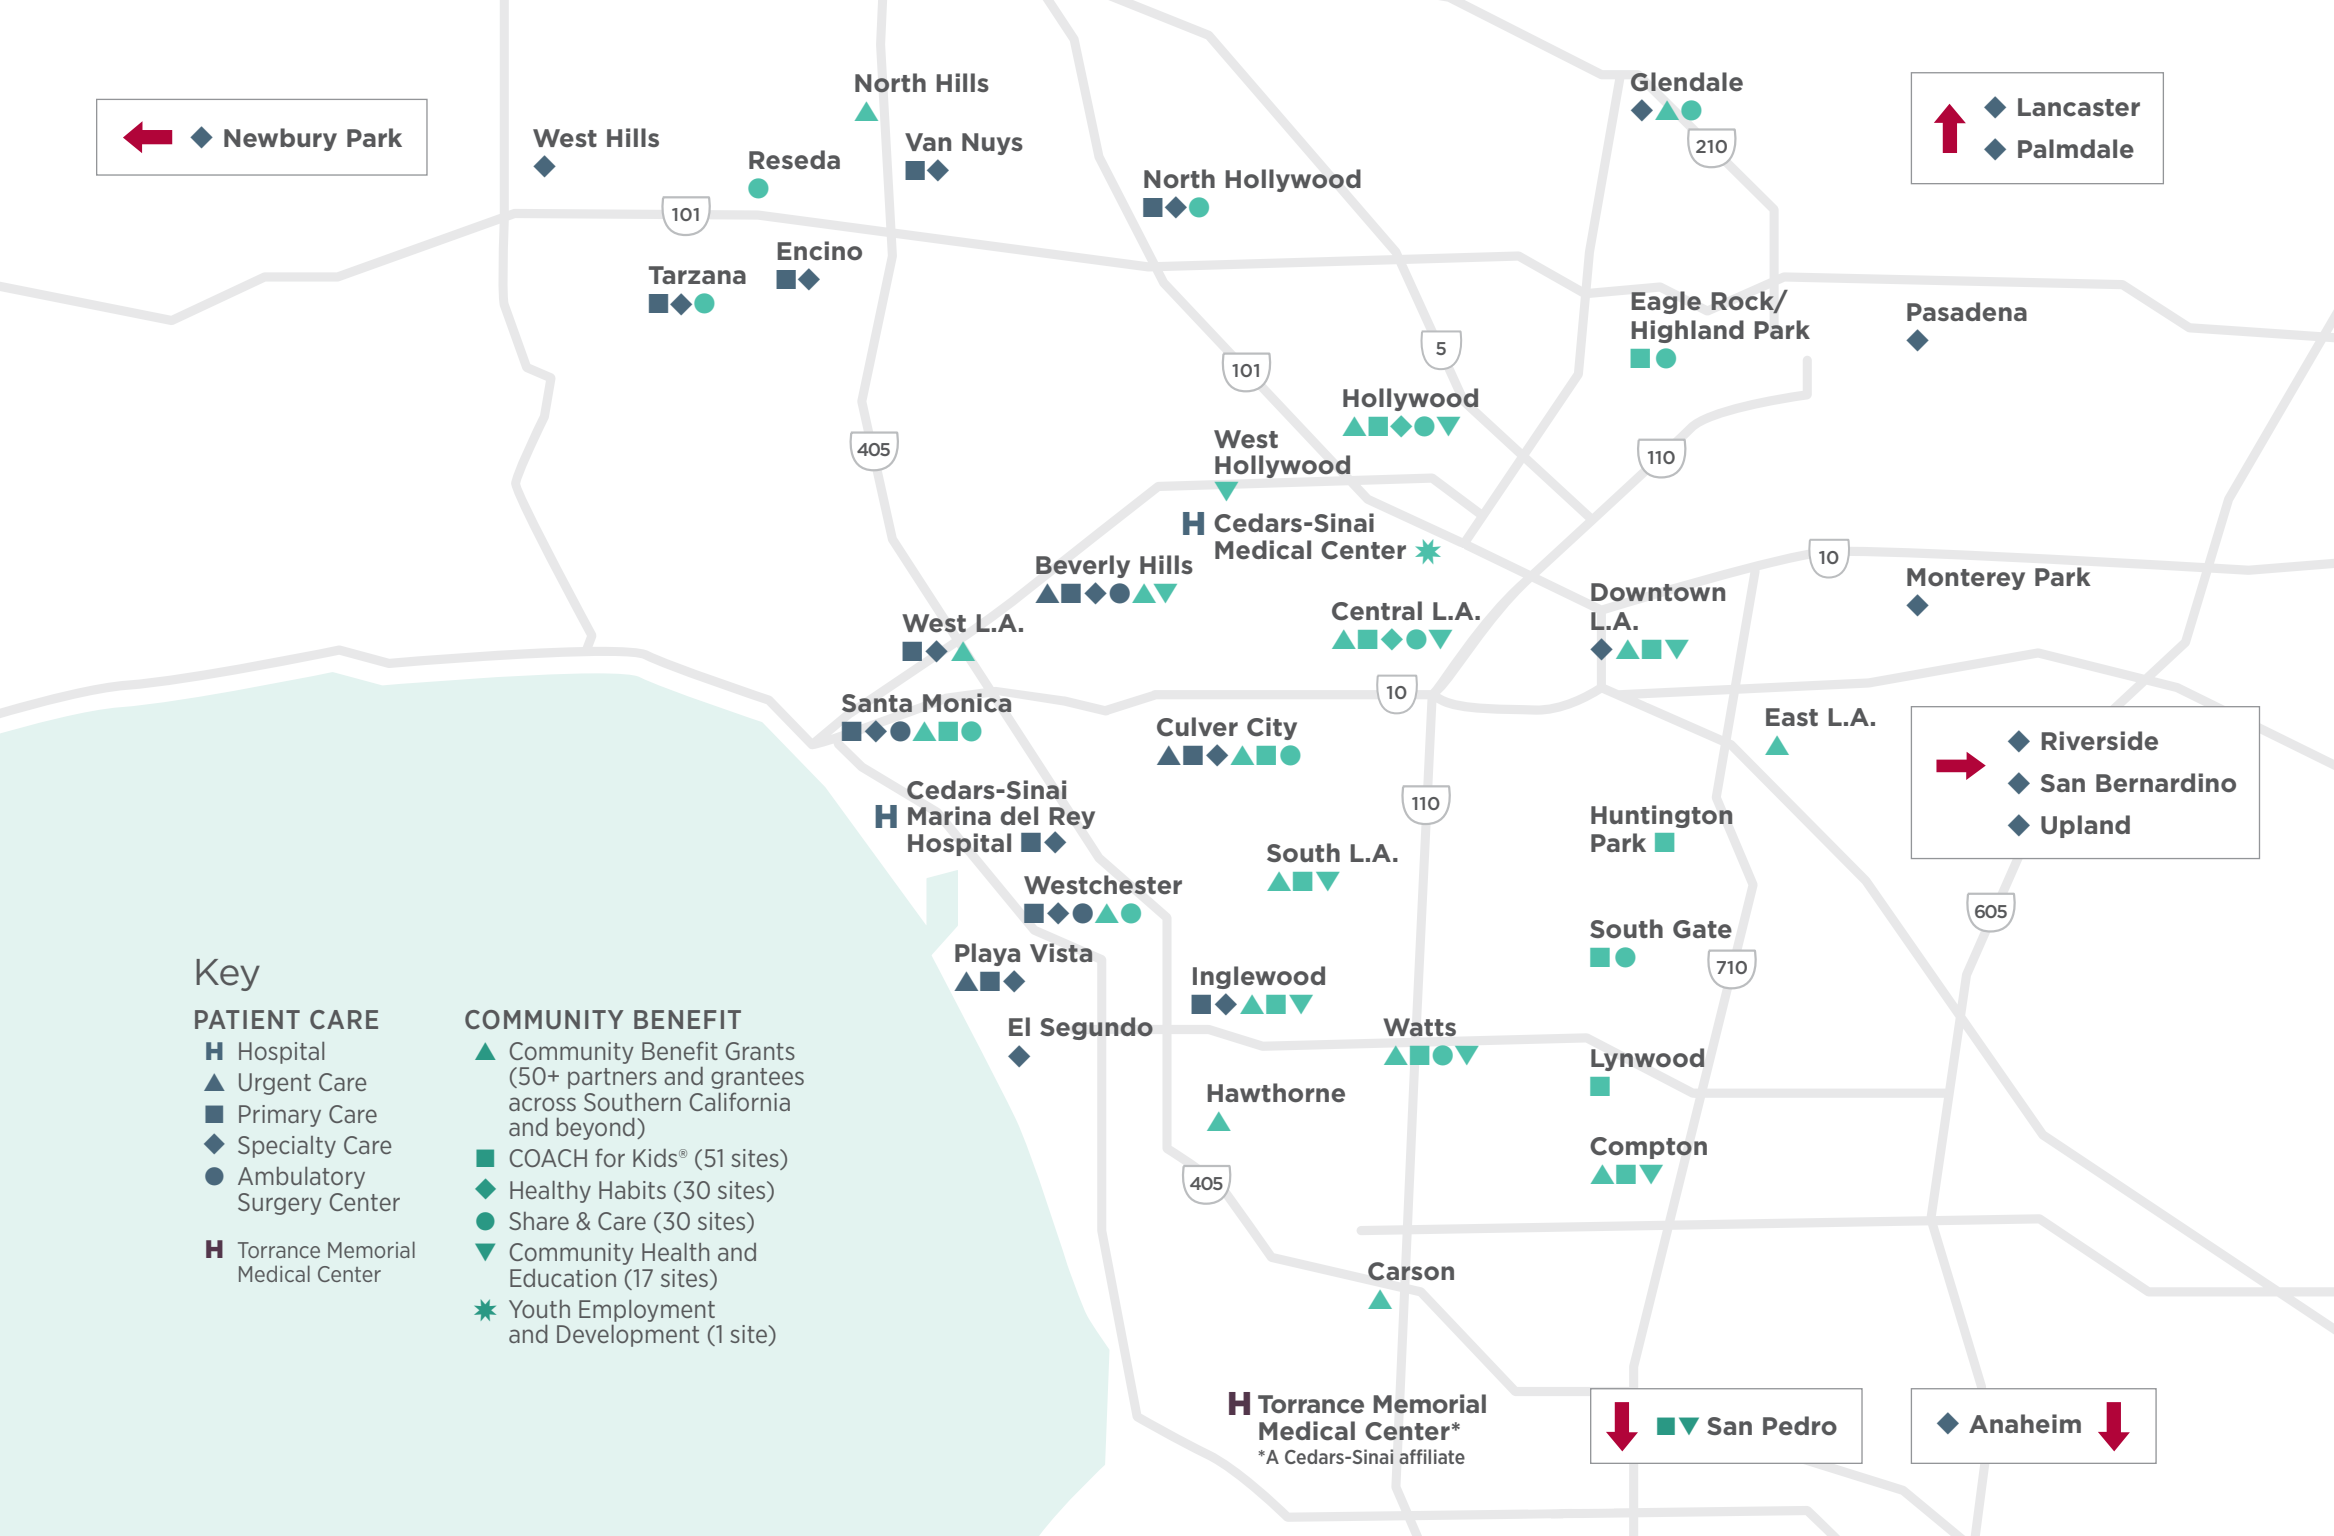 North Hills
Glendale
Newbury Park
West Hills
Reseda
Van Nuys
Lancaster
Palmdale
210
North Hollywood
101
Encino
Tarzana
Eagle Rock/
Highland Park
Pasadena
5
101
Hollywood
405
West
Hollywood
110
H Cedars-Sinai
Medical Center
Beverly Hills
10
Monterey Park
Downtown
L.A.
Central L.A.
West L.A.
Santa Monica
10
Culver City
East L.A.
Riverside
San Bernardino
Upland
Cedars-Sinai
H Marina del Rey
Hospital
110
Huntington
Park
South L.A.
Westchester
605
South Gate
Playa Vista
710
Inglewood
El Segundo
Watts
Lynwood
Hawthorne
Compton
405
Carson
H Torrance Memorial
Medical Center*
*A Cedars-Sinai affiliate
San Pedro
Anaheim
Key
PATIENT CARE
H Hospital
Urgent Care
Primary Care
Specialty Care
Ambulatory
Surgery Center
H Torrance Memorial
Medical Center
COMMUNITY BENEFIT
Community Benefit Grants
(50+ partners and grantees
across Southern California
and beyond)
COACH for Kids® (51 sites)
Healthy Habits (30 sites)
Share & Care (30 sites)
Community Health and
Education (17 sites)
Youth Employment
and Development (1 site)